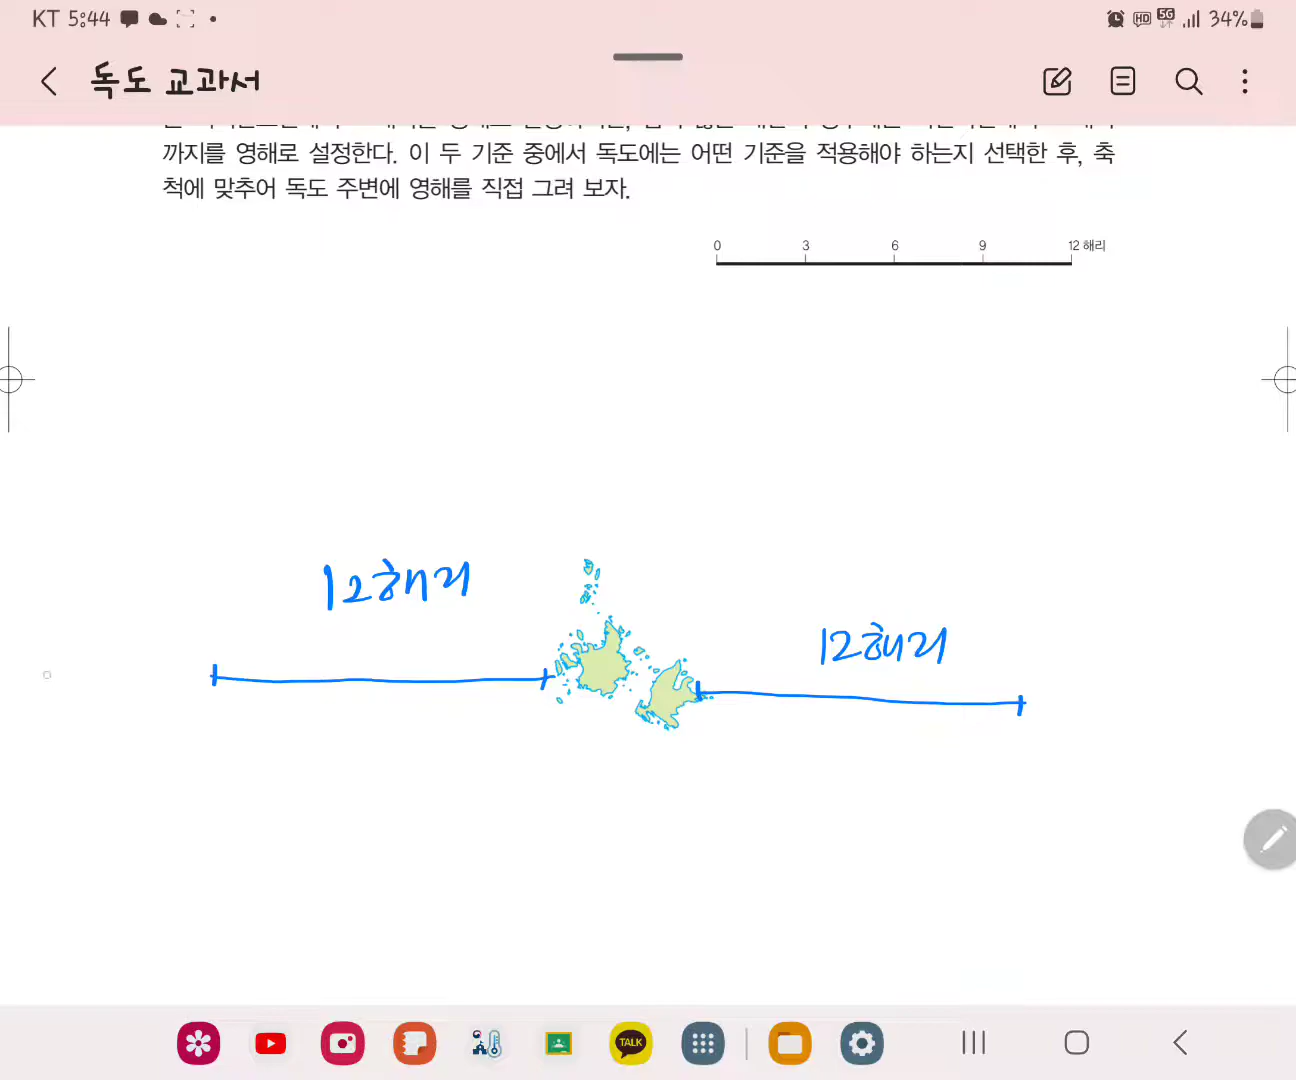 KT 5:44
HD 5G 34%
독도 교과서
까지를 영해로 설정한다. 이 두 기준 중에서 독도에는 어떤 기준을 적용해야 하는지 선택한 후, 축
척에 맞추어 독도 주변에 영해를 직접 그려 보자.
0 3 6 9 12 해리
12해리
12해리
TALK